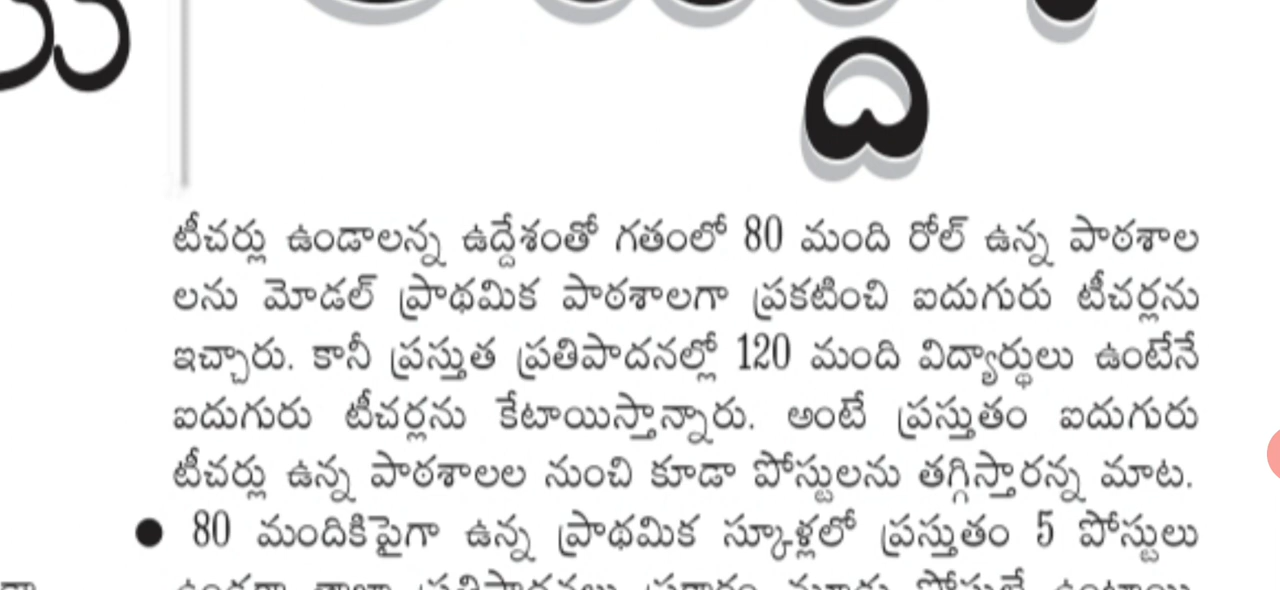 టీచర్లు ఉండాలన్న ఉద్దేశంతో గతంలో 80 మంది రోల్ ఉన్న పాఠశాల
లను మోడల్ ప్రాథమిక పాఠశాలగా ప్రకటించి ఐదుగురు టీచర్లను
ఇచ్చారు. కానీ ప్రస్తుత ప్రతిపాదనల్లో 120 మంది విద్యార్థులు ఉంటేనే
ఐదుగురు టీచర్లను కేటాయిస్తాన్నారు. అంటే ప్రస్తుతం ఐదుగురు
టీచర్లు ఉన్న పాఠశాలల నుంచి కూడా పోస్టులను తగ్గిస్తారన్న మాట.
● 80 మందికిపైగా ఉన్న ప్రాథమిక స్కూళ్లలో ప్రస్తుతం 5 పోస్టులు